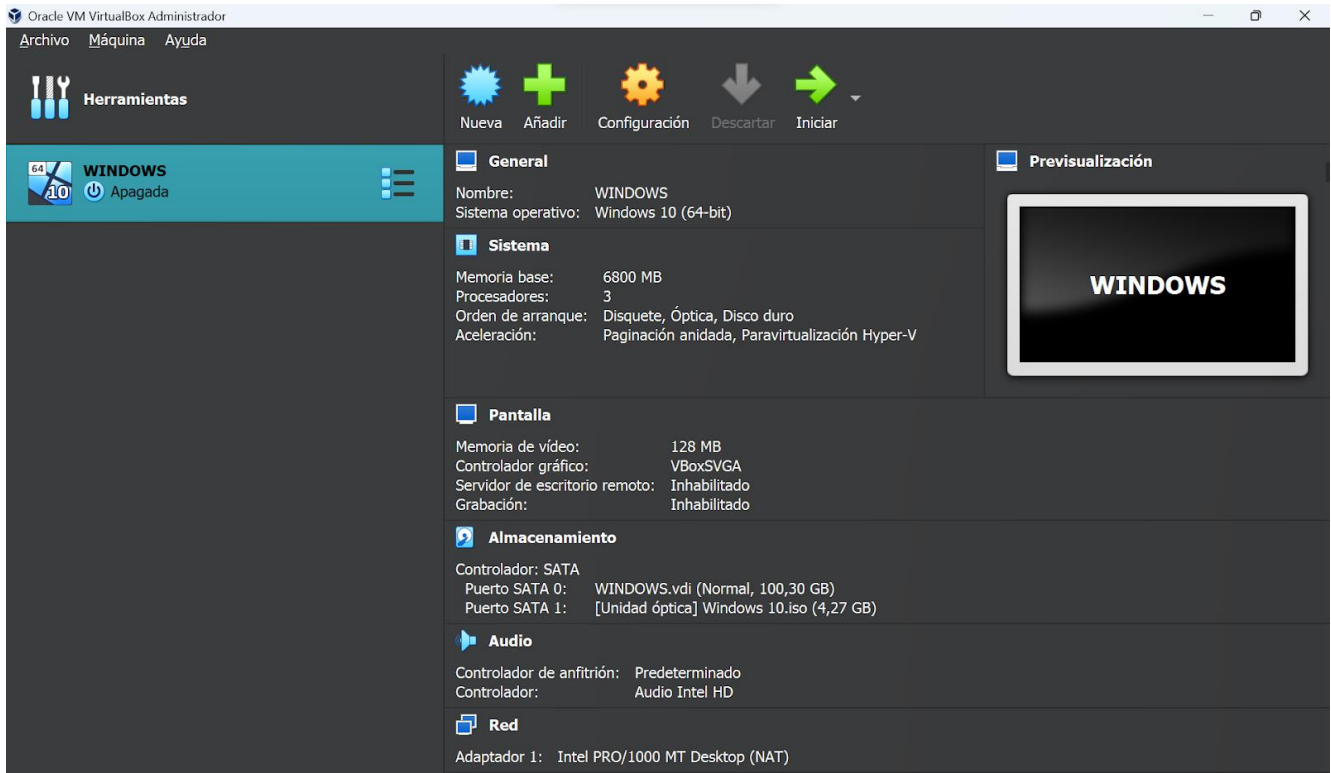 Oracle VM VirtualBox Administrador
Archivo Máquina Ayuda
Herramientas
Nueva Añadir Configuración Descartar Iniciar
64
10
WINDOWS
Apagada
General
Nombre: WINDOWS
Sistema operativo: Windows 10 (64-bit)
Sistema
Memoria base: 6800 MB
Procesadores: 3
Orden de arranque: Disquete, Óptica, Disco duro
Aceleración: Paginación anidada, Paravirtualización Hyper-V
Previsualización
WINDOWS
Pantalla
Memoria de vídeo: 128 MB
Controlador gráfico: VBoxSVGA
Servidor de escritorio remoto: Inhabilitado
Grabación: Inhabilitado
Almacenamiento
Controlador: SATA
Puerto SATA 0: WINDOWS.vdi (Normal, 100,30 GB)
Puerto SATA 1: [Unidad óptica] Windows 10.iso (4,27 GB)
Audio
Controlador de anfitrión: Predeterminado
Controlador: Audio Intel HD
Red
Adaptador 1: Intel PRO/1000 MT Desktop (NAT)